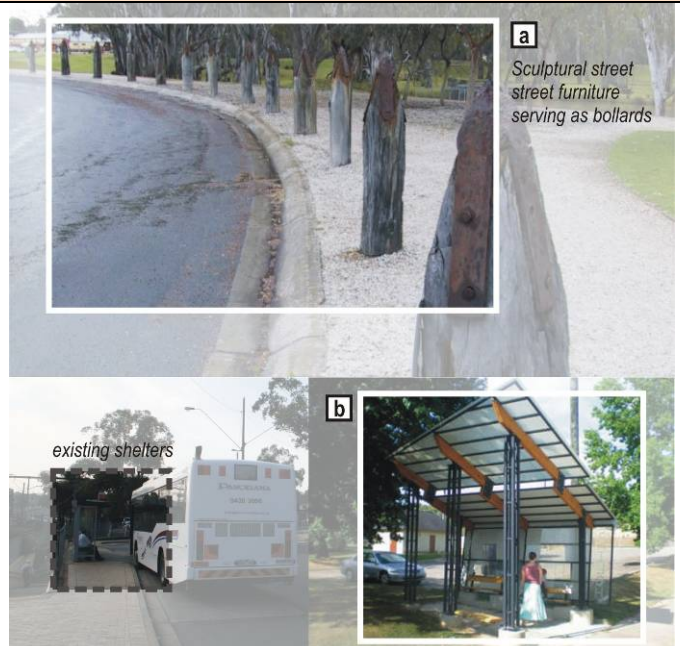 a
Sculptural street
street furniture
serving as bollards
existing shelters
b